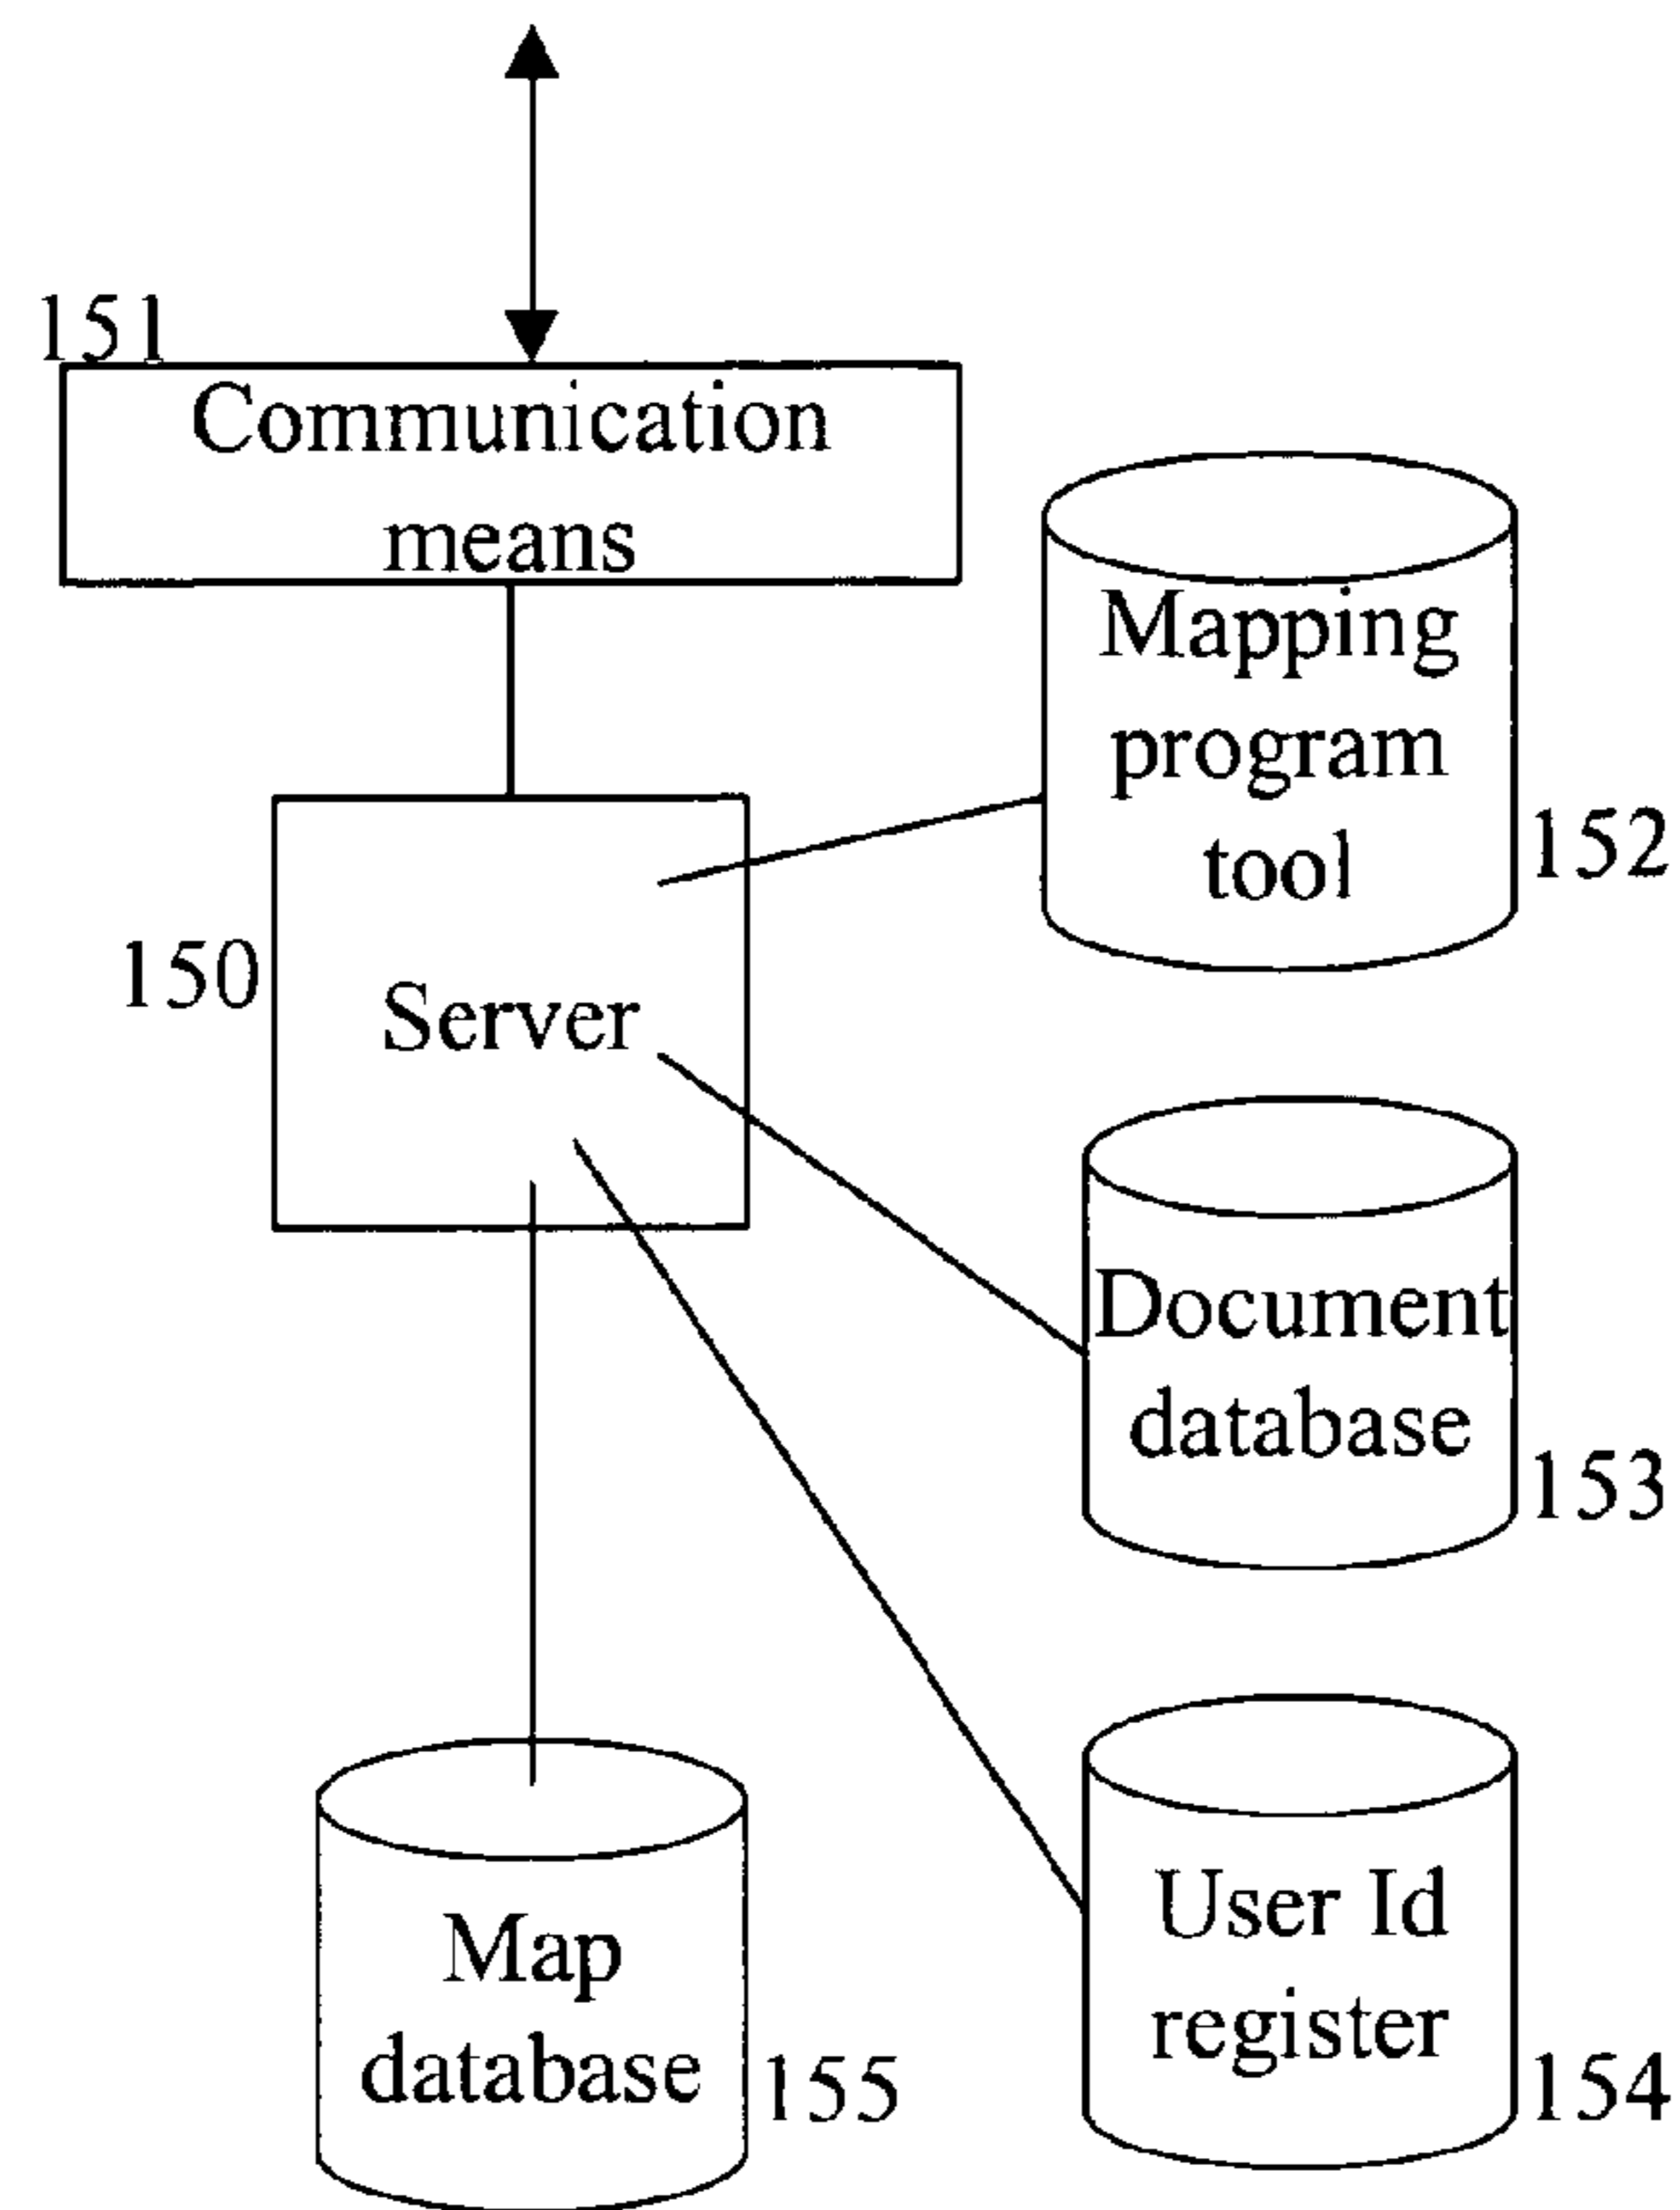 151
Communication
means
Mapping
program
tool
152
150
Server
Document
database
153
User Id
register
154
Map
database
155